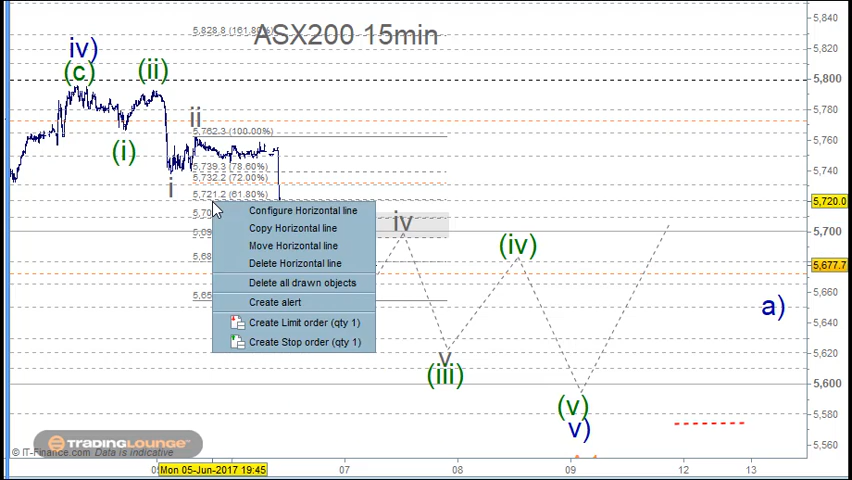 ASX200 15min
5,828.8 (161.80%)
5,840
5,820
5,800
5,780
5,760
5,740
5,720.0
5,700
5,677.7
5,660
5,640
5,620
5,600
5,580
5,560
iv)
(c)
(ii)
(i)
ii
i
5,762.3 (100.00%)
5,739.3 (78.60%)
5,732.2 (72.00%)
5,721.2 (61.80%)
Configure Horizontal line
Copy Horizontal line
Move Horizontal line
Delete Horizontal line
Delete all drawn objects
Create alert
Create Limit order (qty 1)
Create Stop order (qty 1)
iv
(iv)
a)
v
(iii)
(v)
v)
TRADINGLOUNGE™
© IT-Finance.com Data is indicative
Mon 05-Jun-2017 19:45
07
08
09
12
13